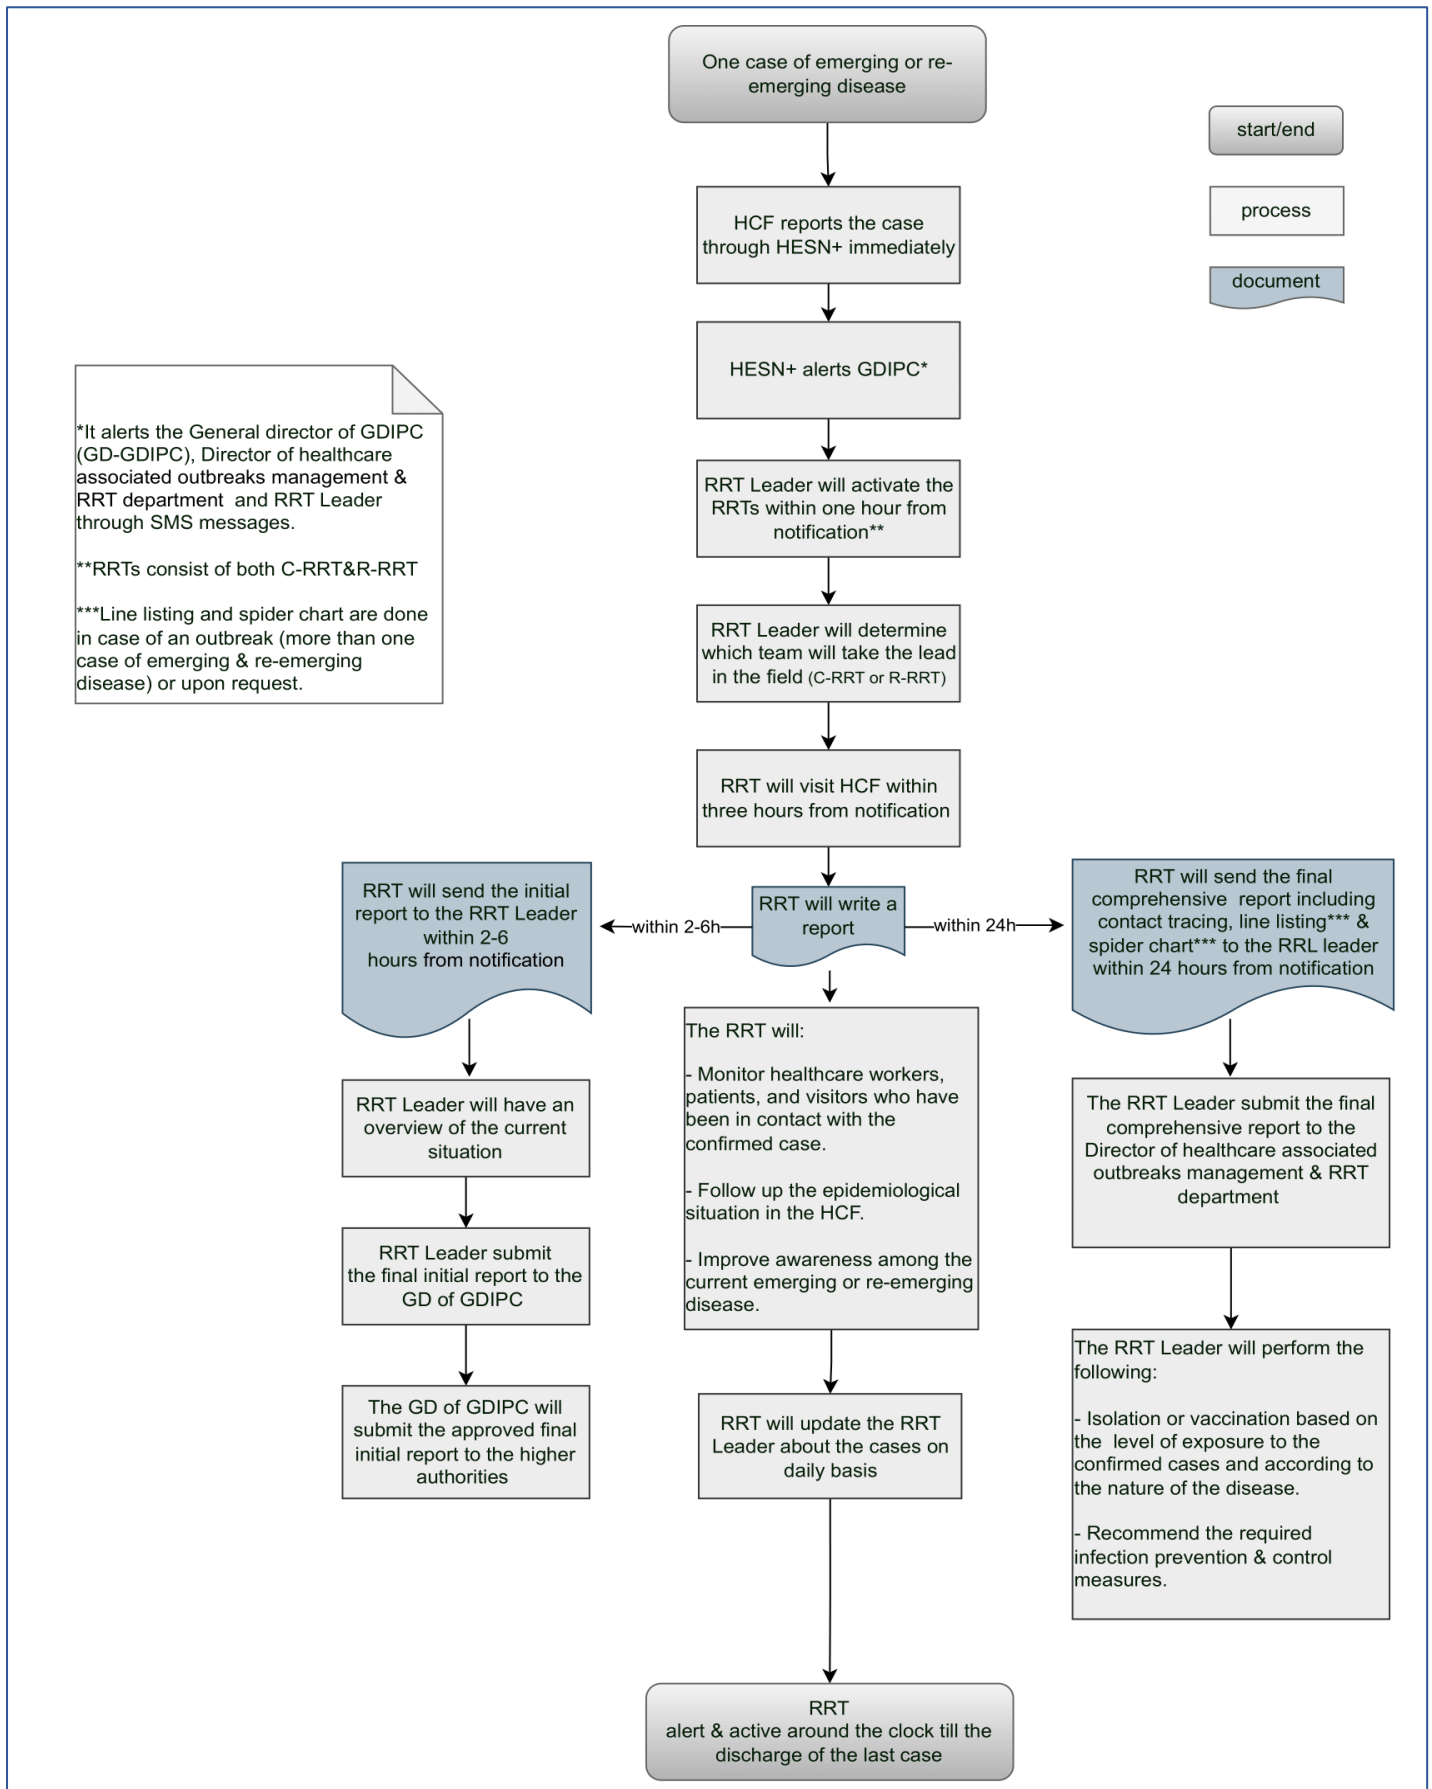 One case of emerging or re-
emerging disease
start/end
process
document
HCF reports the case
through HESN+ immediately
HESN+ alerts GDIPC*
*It alerts the General director of GDIPC
(GD-GDIPC), Director of healthcare
associated outbreaks management &
RRT department and RRT Leader
through SMS messages.
**RRTs consist of both C-RRT&R-RRT
***Line listing and spider chart are done
in case of an outbreak (more than one
case of emerging & re-emerging
disease) or upon request.
RRT Leader will activate the
RRTs within one hour from
notification**
RRT Leader will determine
which team will take the lead
in the field (C-RRT or R-RRT)
RRT will visit HCF within
three hours from notification
RRT will write a
report
within 2-6h
within 24h
RRT will send the initial
report to the RRT Leader
within 2-6
hours from notification
RRT Leader will have an
overview of the current
situation
RRT Leader submit
the final initial report to the
GD of GDIPC
The GD of GDIPC will
submit the approved final
initial report to the higher
authorities
The RRT will:
- Monitor healthcare workers,
patients, and visitors who have
been in contact with the
confirmed case.
- Follow up the epidemiological
situation in the HCF.
- Improve awareness among the
current emerging or re-emerging
disease.
RRT will update the RRT
Leader about the cases on
daily basis
RRT will send the final
comprehensive report including
contact tracing, line listing*** &
spider chart*** to the RRL leader
within 24 hours from notification
The RRT Leader submit the final
comprehensive report to the
Director of healthcare associated
outbreaks management & RRT
department
The RRT Leader will perform the
following:
- Isolation or vaccination based on
the level of exposure to the
confirmed cases and according to
the nature of the disease.
- Recommend the required
infection prevention & control
measures.
RRT
alert & active around the clock till the
discharge of the last case